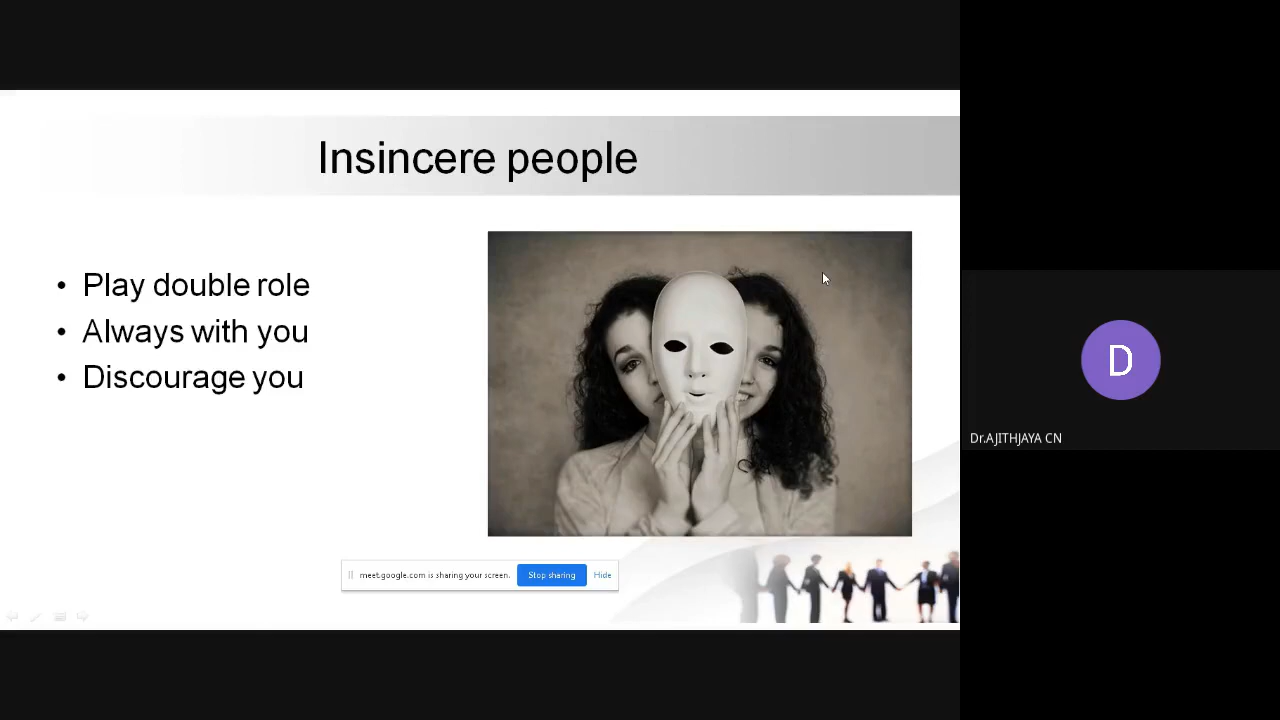 Insincere people
• Play double role
• Always with you
• Discourage you
meet.google.com is sharing your screen. Stop sharing Hide
D
Dr.AJITHJAYA CN